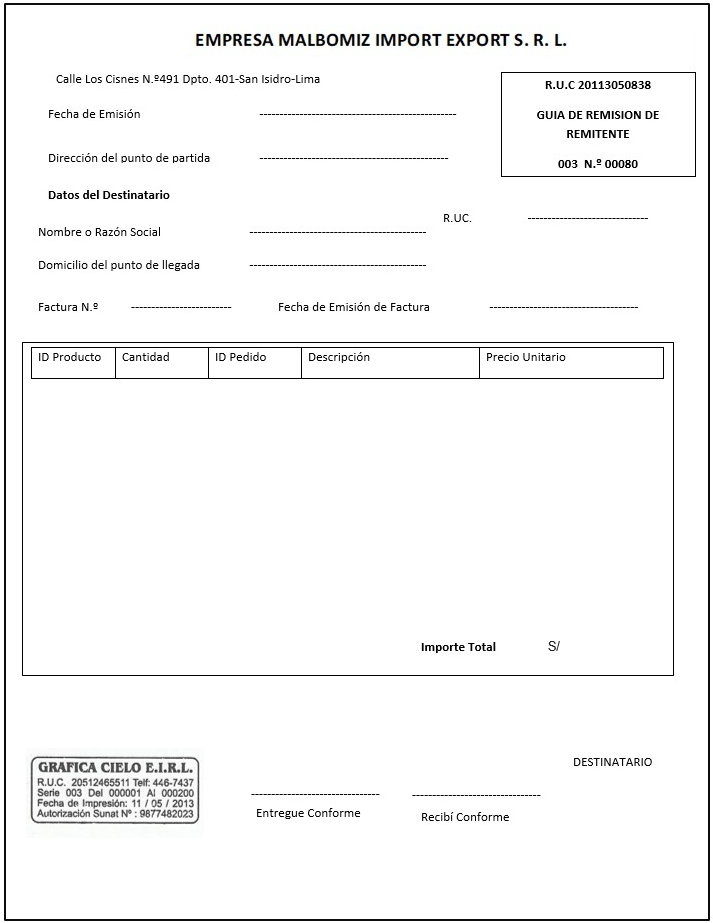 EMPRESA MALBOMIZ IMPORT EXPORT S. R. L.
Calle Los Cisnes N.º491 Dpto. 401-San Isidro-Lima
R.U.C 20113050838
GUIA DE REMISION DE
REMITENTE
003 N.º 00080
Fecha de Emisión -----------------------------------------------
Dirección del punto de partida ---------------------------------------------
Datos del Destinatario
R.UC. -----------------------------
Nombre o Razón Social ------------------------------------------
Domicilio del punto de llegada ------------------------------------------
Factura N.º ------------------------ Fecha de Emisión de Factura -----------------------------------
ID Producto Cantidad ID Pedido Descripción Precio Unitario
Importe Total S/
DESTINATARIO
GRAFICA CIELO E.I.R.L.
R.U.C. 20512465511 Telf: 446-7437
Serie 003 Del 000001 Al 000200
Fecha de Impresión: 11 / 05 / 2013
Autorización Sunat Nº : 9877482023
------------------------------- -------------------------------
Entregue Conforme Recibí Conforme